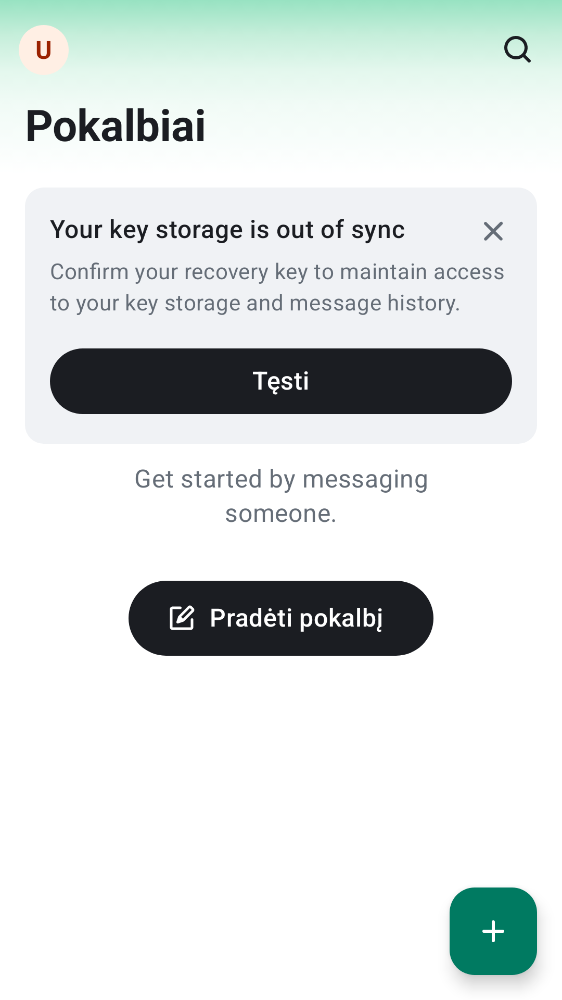 U
Pokalbiai
Your key storage is out of sync
Confirm your recovery key to maintain access
to your key storage and message history.
Tęsti
Get started by messaging
someone.
Pradėti pokalbį